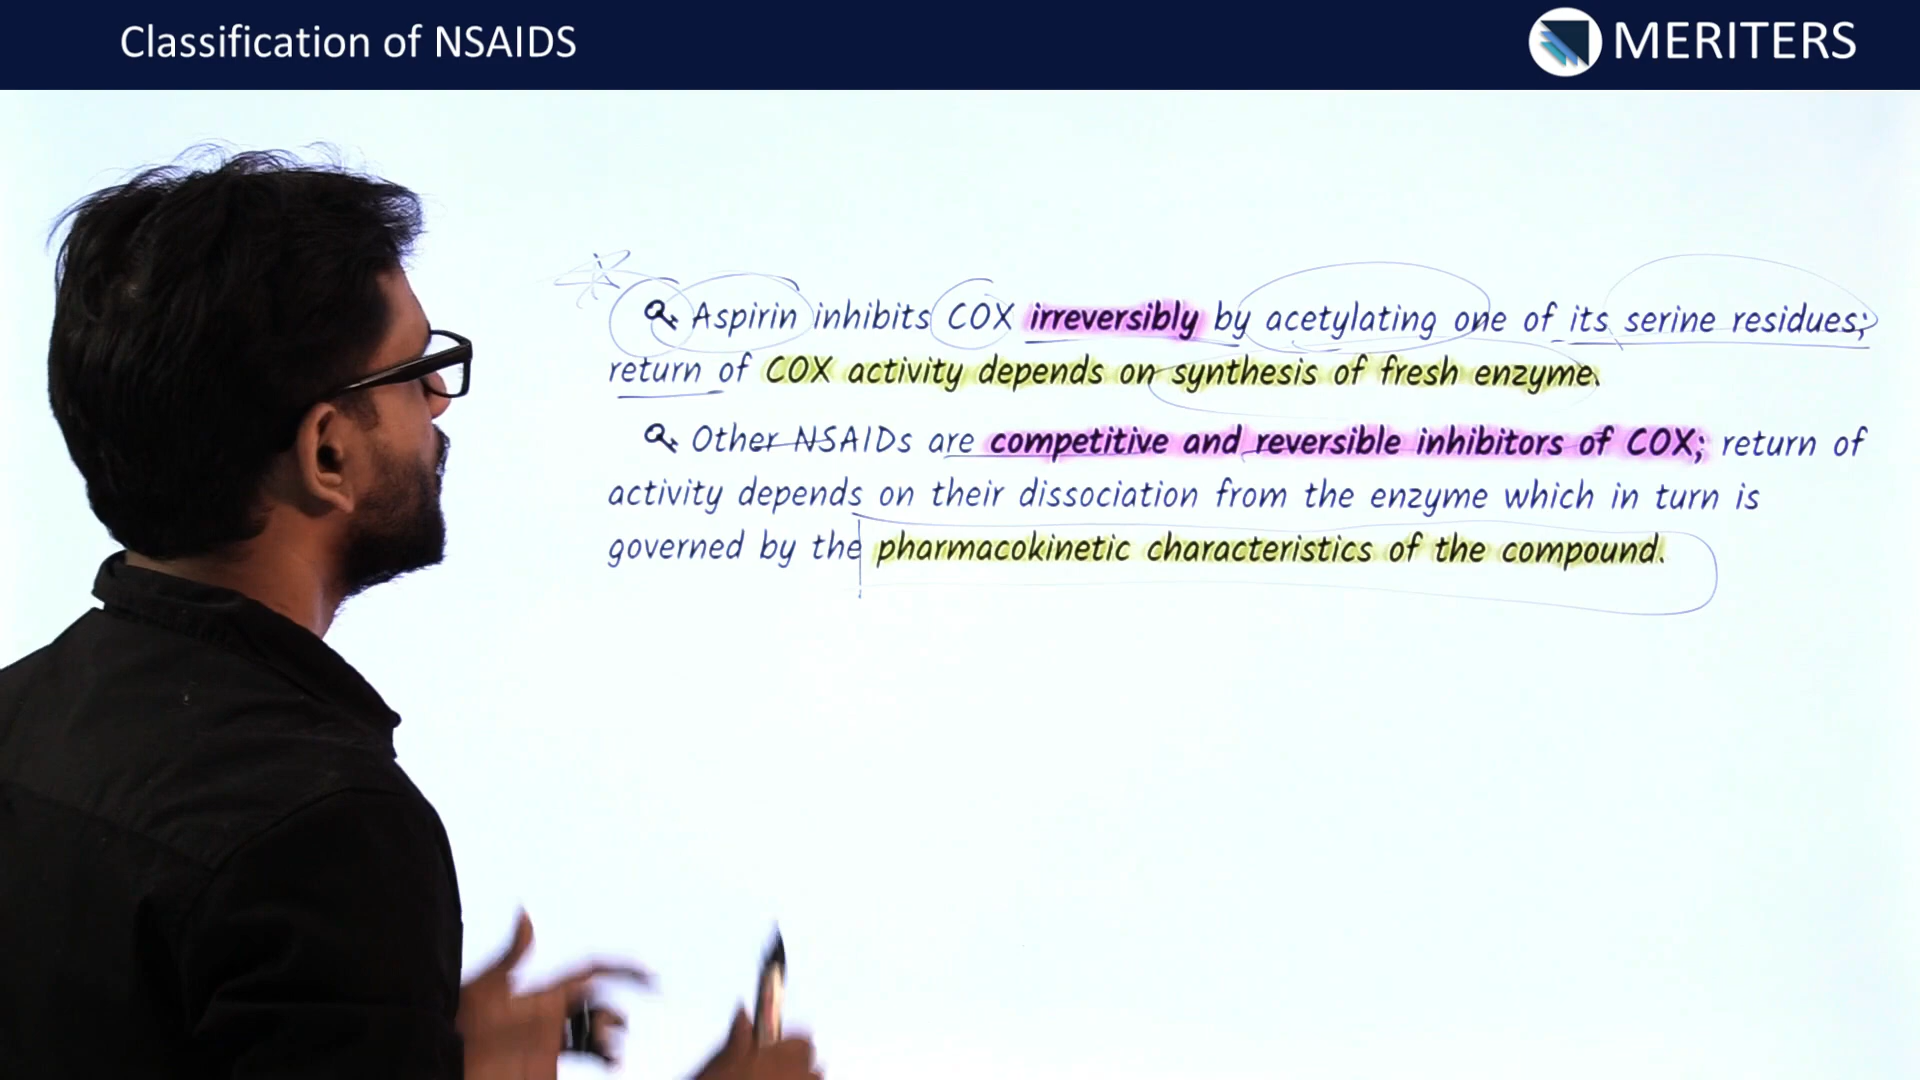 Classification of NSAIDS
MERITERS
Aspirin inhibits COX irreversibly by acetylating one of its serine residues;
return of COX activity depends on synthesis of fresh enzyme.
Other NSAIDs are competitive and reversible inhibitors of COX; return of
activity depends on their dissociation from the enzyme which in turn is
governed by the pharmacokinetic characteristics of the compound.